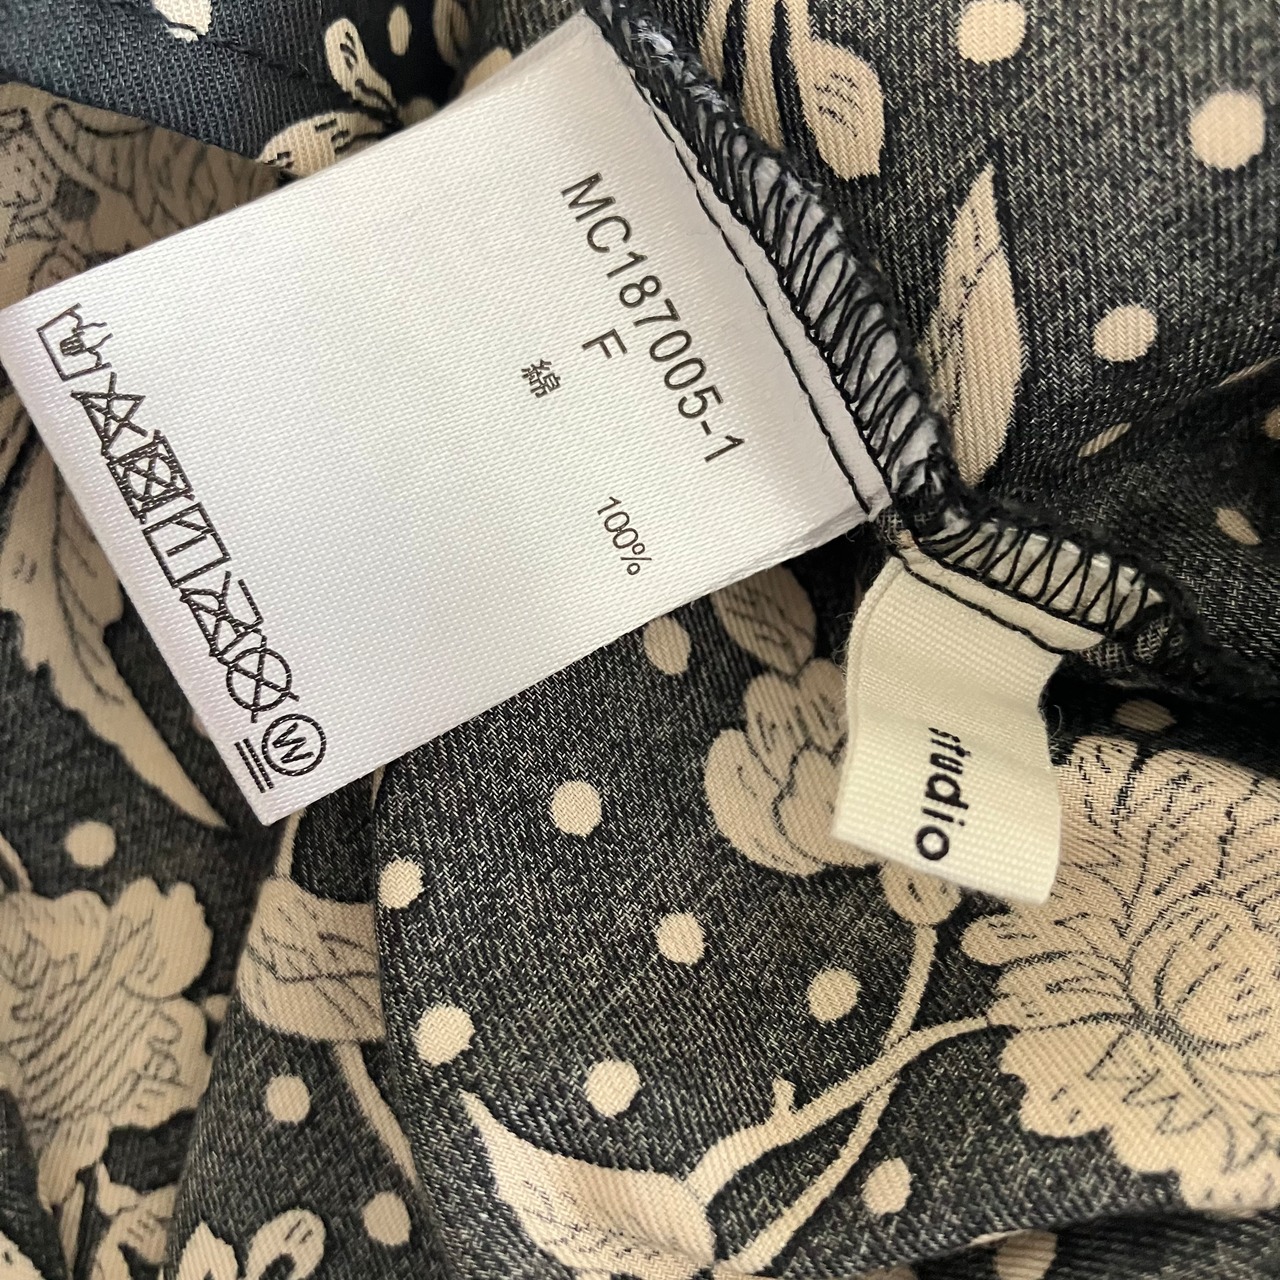 MC187005-1
F
綿 100%
W
studio